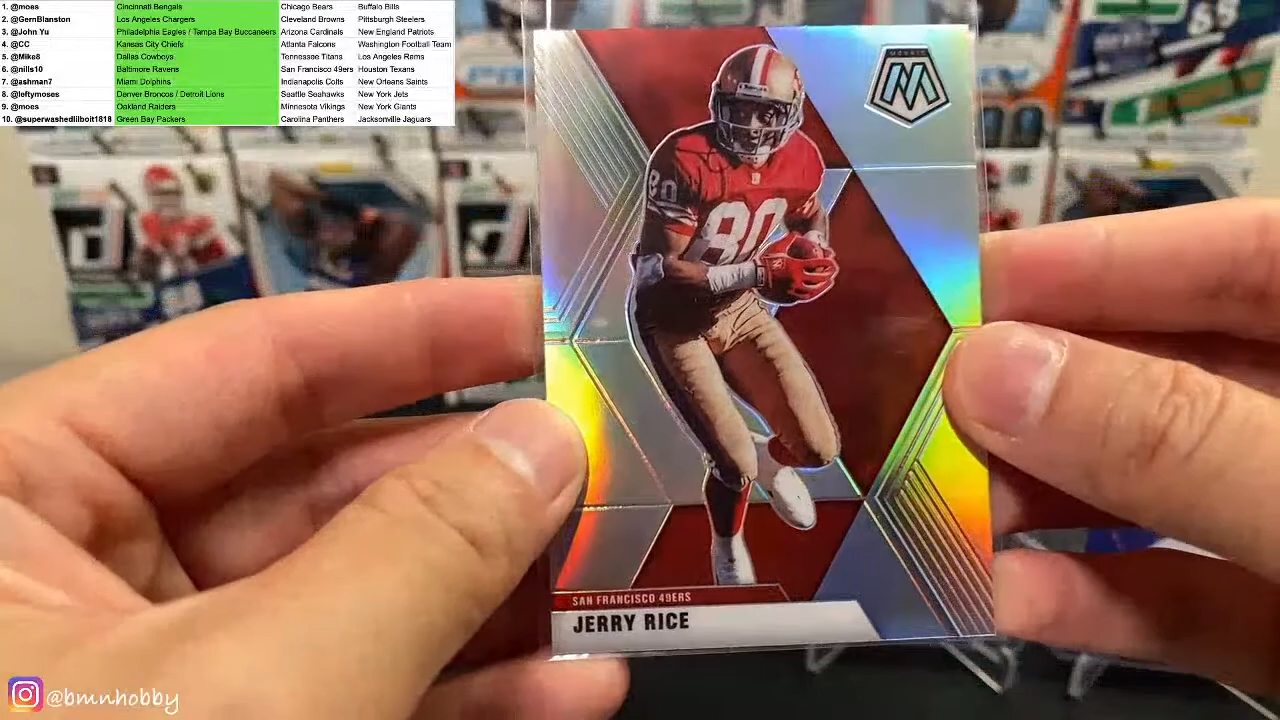 1. @moes Cincinnati Bengals Chicago Bears Buffalo Bills
2. @GernBlanston Los Angeles Chargers Cleveland Browns Pittsburgh Steelers
3. @John Yu Philadelphia Eagles / Tampa Bay Buccaneers Arizona Cardinals New England Patriots
4. @CC Kansas City Chiefs Atlanta Falcons Washington Football Team
5. @Mike8 Dallas Cowboys Tennessee Titans Los Angeles Rams
6. @nills10 Baltimore Ravens San Francisco 49ers Houston Texans
7. @ashman7 Miami Dolphins Indianapolis Colts New Orleans Saints
8. @leftymoses Denver Broncos / Detroit Lions Seattle Seahawks New York Jets
9. @moes Oakland Raiders Minnesota Vikings New York Giants
10. @superwashedlilboit1818 Green Bay Packers Carolina Panthers Jacksonville Jaguars
MOSAIC
80
80
SAN FRANCISCO 49ERS
JERRY RICE
@bmnhobby